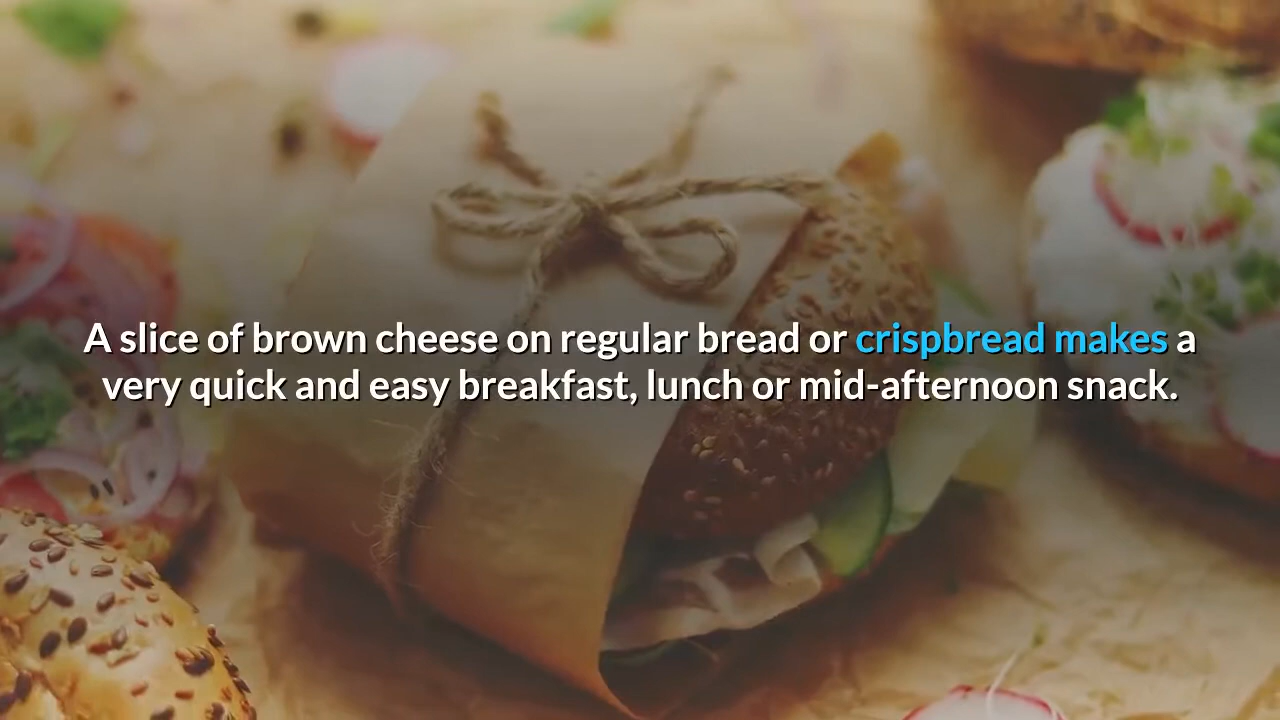 A slice of brown cheese on regular bread or crispbread makes a
very quick and easy breakfast, lunch or mid-afternoon snack.